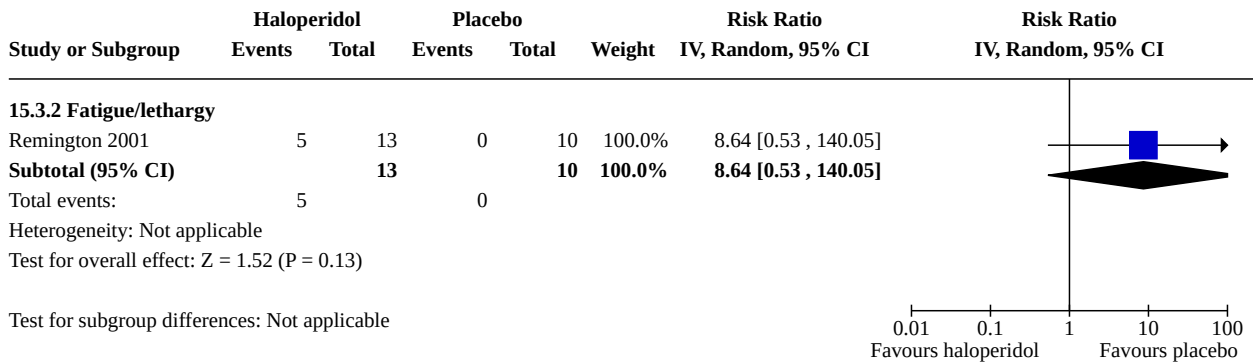 Haloperidol Placebo Risk Ratio Risk Ratio
Study or Subgroup Events Total Events Total Weight IV, Random, 95% CI IV, Random, 95% CI
15.3.2 Fatigue/lethargy
Remington 2001 5 13 0 10 100.0% 8.64 [0.53 , 140.05]
Subtotal (95% CI) 13 10 100.0% 8.64 [0.53 , 140.05]
Total events: 5 0
Heterogeneity: Not applicable
Test for overall effect: Z = 1.52 (P = 0.13)
Test for subgroup differences: Not applicable
0.01 0.1 1 10 100
Favours haloperidol Favours placebo